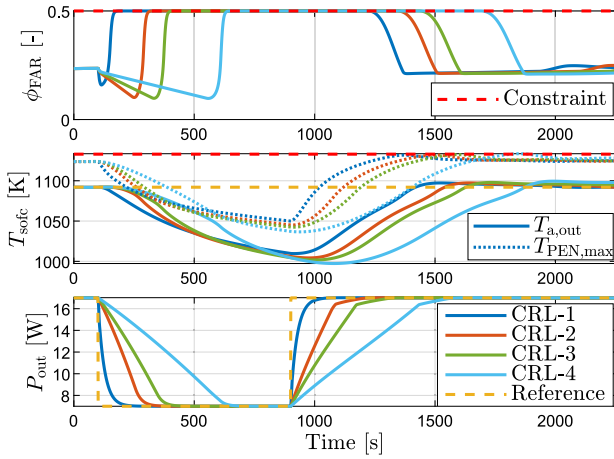 0.5
0
ϕFAR [-]
Constraint
0 500 1000 1500 2000
1100
1050
1000
Tsofc [K]
Ta,out
TPEN,max
0 500 1000 1500 2000
16
14
12
10
8
Pout [W]
CRL-1
CRL-2
CRL-3
CRL-4
Reference
0 500 1000 1500 2000
Time [s]